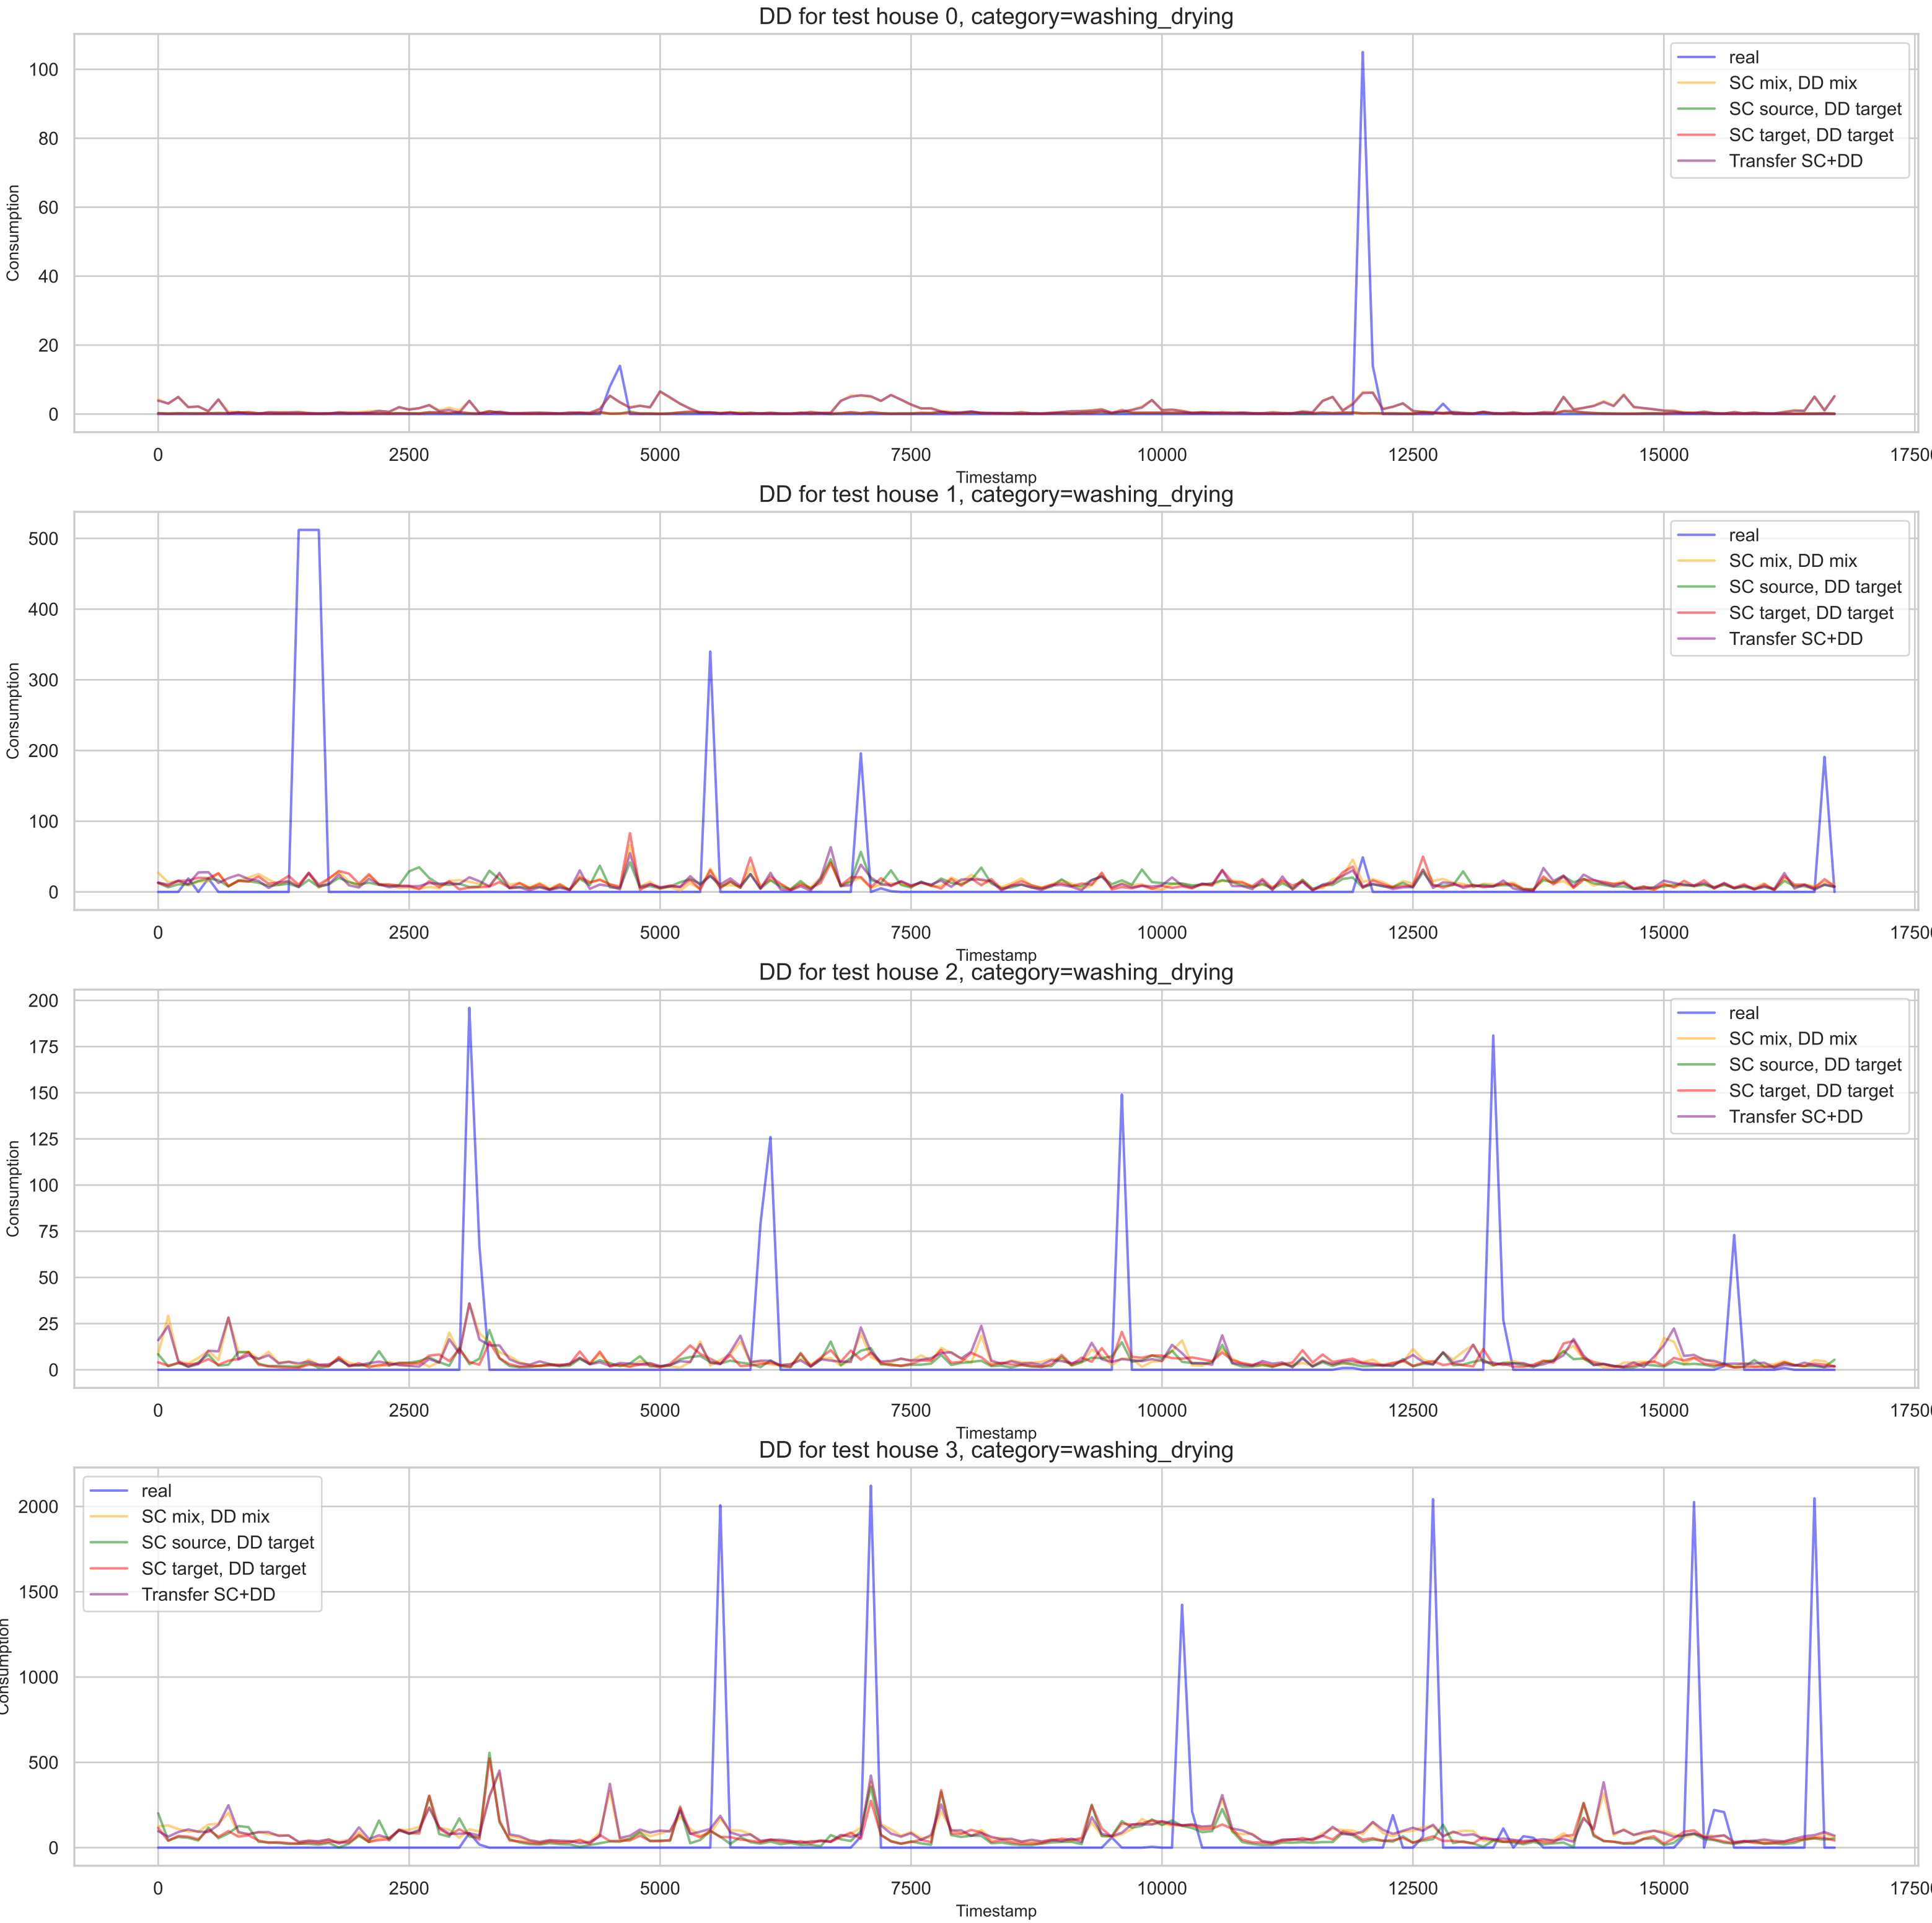 DD for test house 0, category=washing_drying
100
80
60
40
20
0
Consumption
real
SC mix, DD mix
SC source, DD target
SC target, DD target
Transfer SC+DD
0 2500 5000 7500 10000 12500 15000 1750
Timestamp
DD for test house 1, category=washing_drying
500
400
300
200
100
0
Consumption
real
SC mix, DD mix
SC source, DD target
SC target, DD target
Transfer SC+DD
0 2500 5000 7500 10000 12500 15000 1750
Timestamp
DD for test house 2, category=washing_drying
200
175
150
125
100
75
50
25
0
Consumption
real
SC mix, DD mix
SC source, DD target
SC target, DD target
Transfer SC+DD
0 2500 5000 7500 10000 12500 15000 1750
Timestamp
DD for test house 3, category=washing_drying
2000
1500
1000
500
0
Consumption
real
SC mix, DD mix
SC source, DD target
SC target, DD target
Transfer SC+DD
0 2500 5000 7500 10000 12500 15000 1750
Timestamp